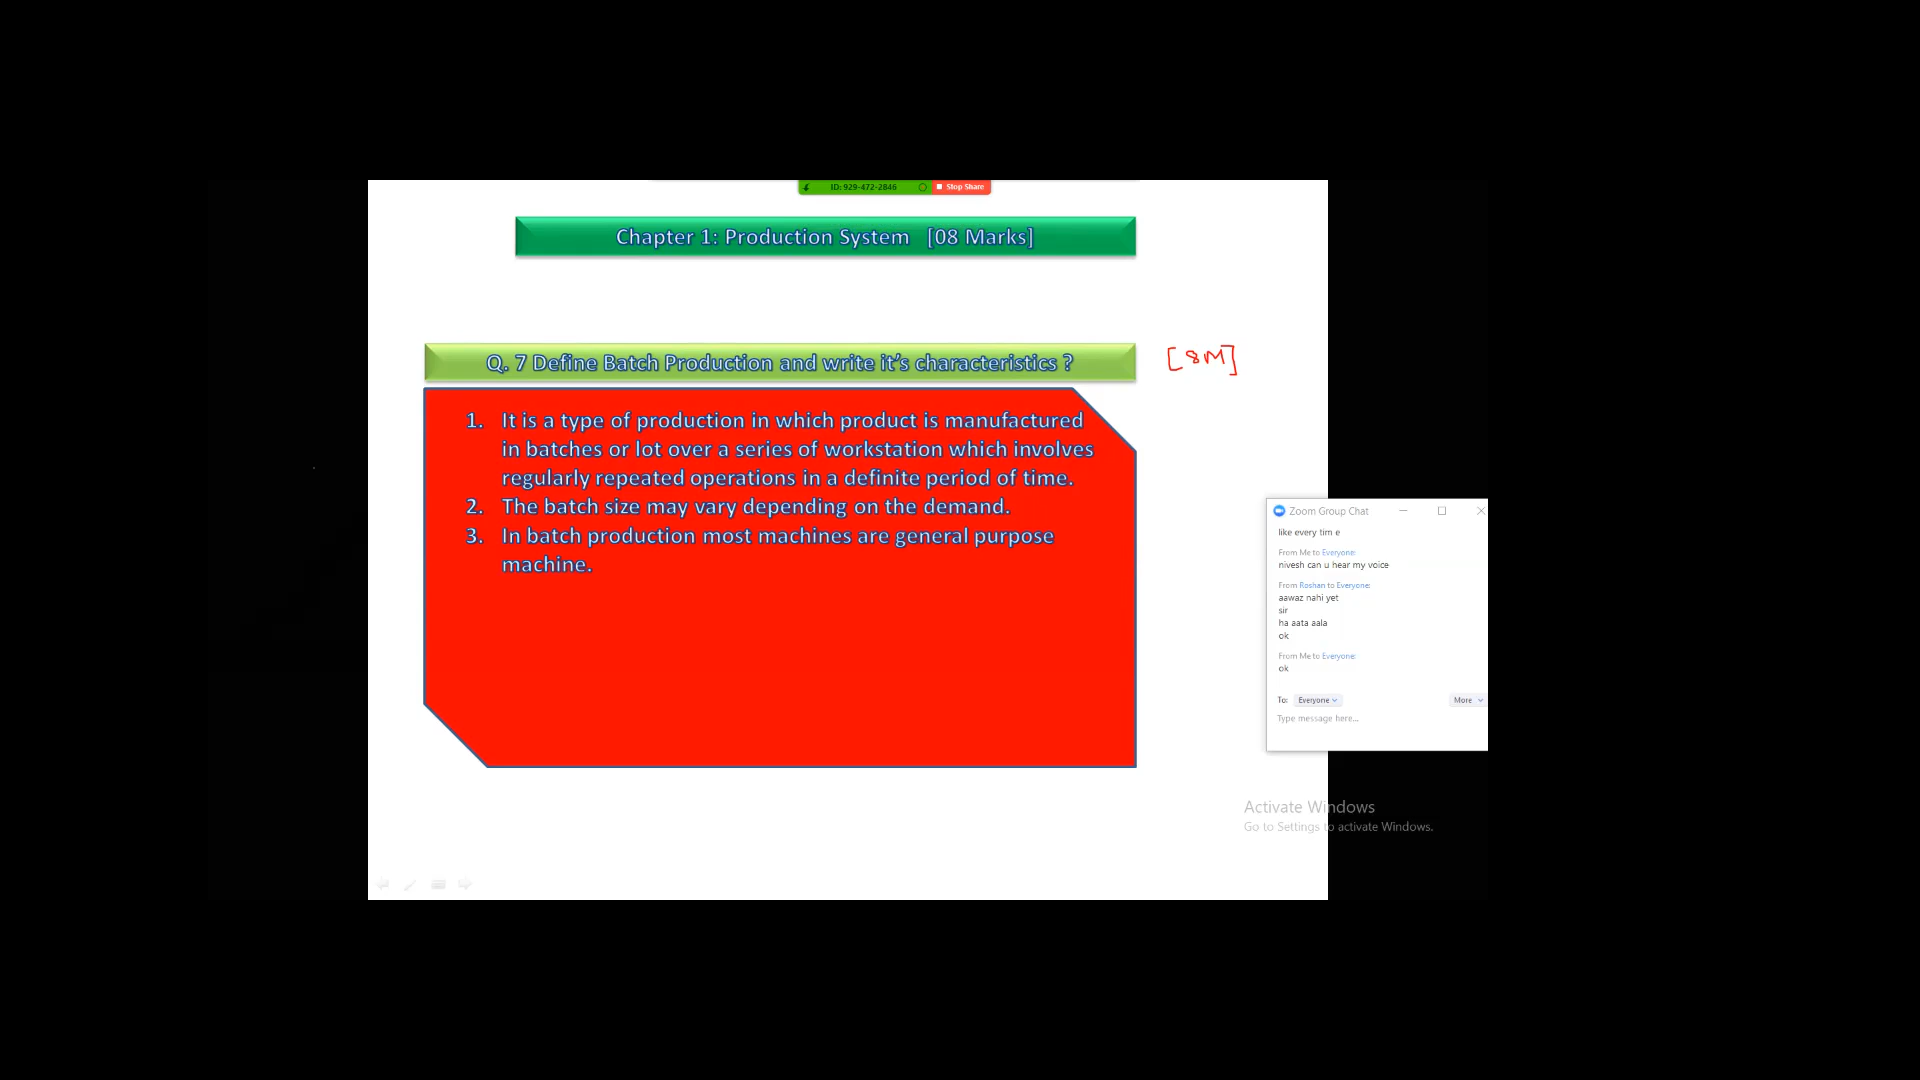 ID: 929-472-2846 Stop Share
Chapter 1: Production System [08 Marks]
Q. 7 Define Batch Production and write it's characteristics ?
[8M]
1. It is a type of production in which product is manufactured
in batches or lot over a series of workstation which involves
regularly repeated operations in a definite period of time.
2. The batch size may vary depending on the demand.
3. In batch production most machines are general purpose
machine.
Zoom Group Chat
like every tim e
From Me to Everyone:
nivesh can u hear my voice
From Roshan to Everyone:
aawaz nahi yet
sir
ha aata aala
ok
From Me to Everyone:
ok
To: Everyone More
Type message here...
Activate Windows
Go to Settings to activate Windows.